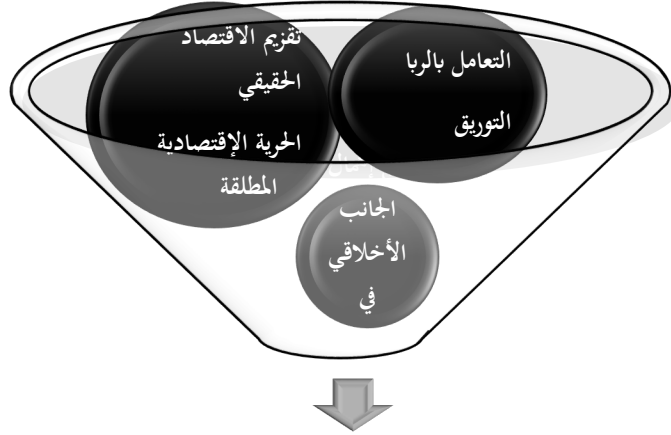 التعامل بالربا
التوريق
تقزيم الاقتصاد
الحقيقي
الحرية الإقتصادية
المطلقة
الجانب
الأخلاقي
في